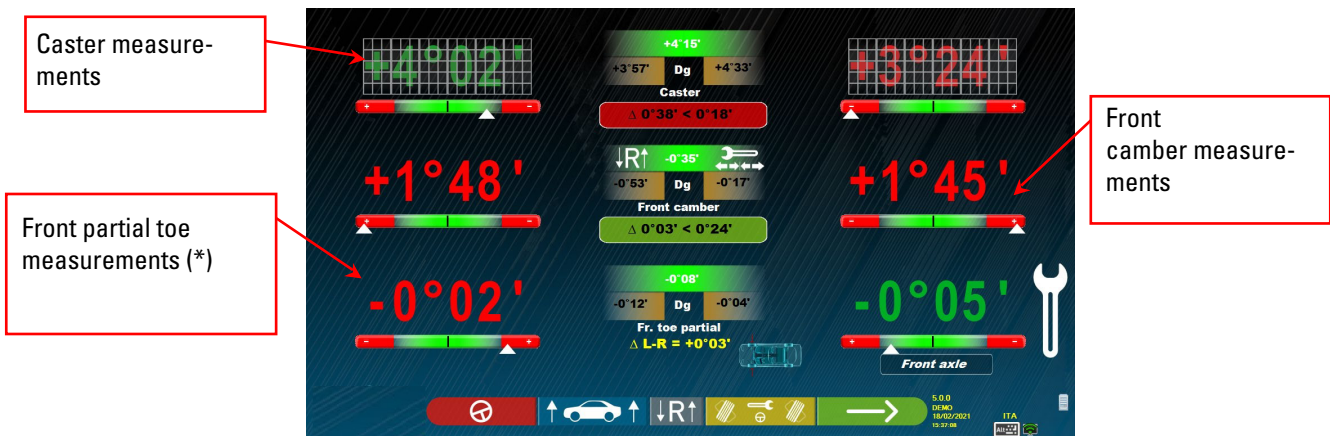 Caster measure-
ments
Front partial toe
measurements (*)
+4°02'
+4°15'
+3°57' Dg +4°33'
Caster
Δ 0°38' < 0°18'
+3°24'
+ -
- +
+1°48'
↓R↑ -0°35'
-0°53' Dg -0°17'
Front camber
Δ 0°03' < 0°24'
+1°45'
+ -
- +
-0°02'
-0°08'
-0°12' Dg -0°04'
Fr. toe partial
Δ L-R = +0°03'
-0°05'
- +
+ -
Front axle
↓R↑
5.0.0
DEMO
18/02/2021
15:37:08
ITA
Front
camber measure-
ments